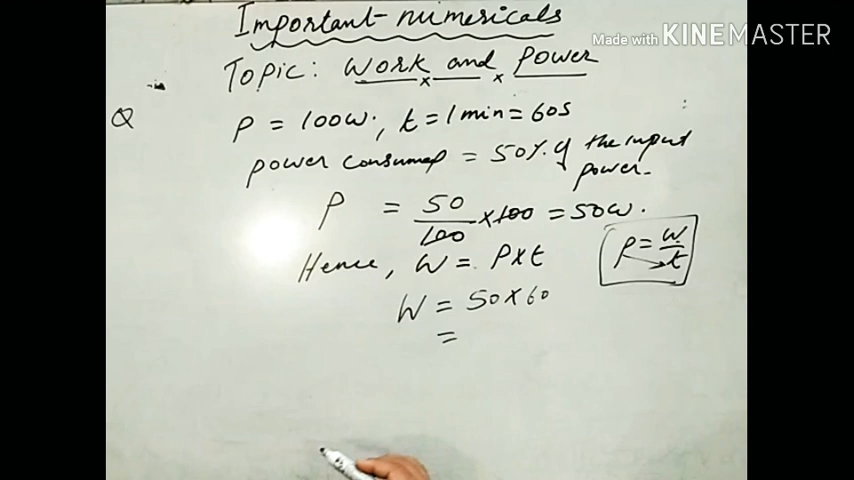 Important numericals
Made with KINEMASTER
Topic: Work and Power
Q
P = 100W, t = 1 min = 60s
power consumed = 50% of the input
power.
P = 50/100 × 100 = 50W.
Hence, W = P×t
P = W/t
W = 50×60
=